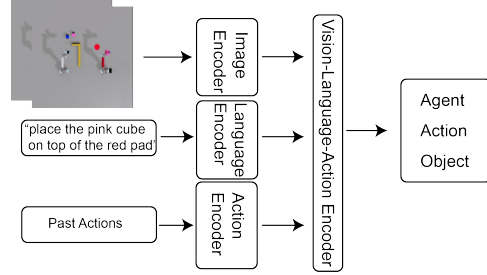 Image
Encoder
"place the pink cube
on top of the red pad"
Language
Encoder
Past Actions
Action
Encoder
Vision-Language-Action Encoder
Agent
Action
Object